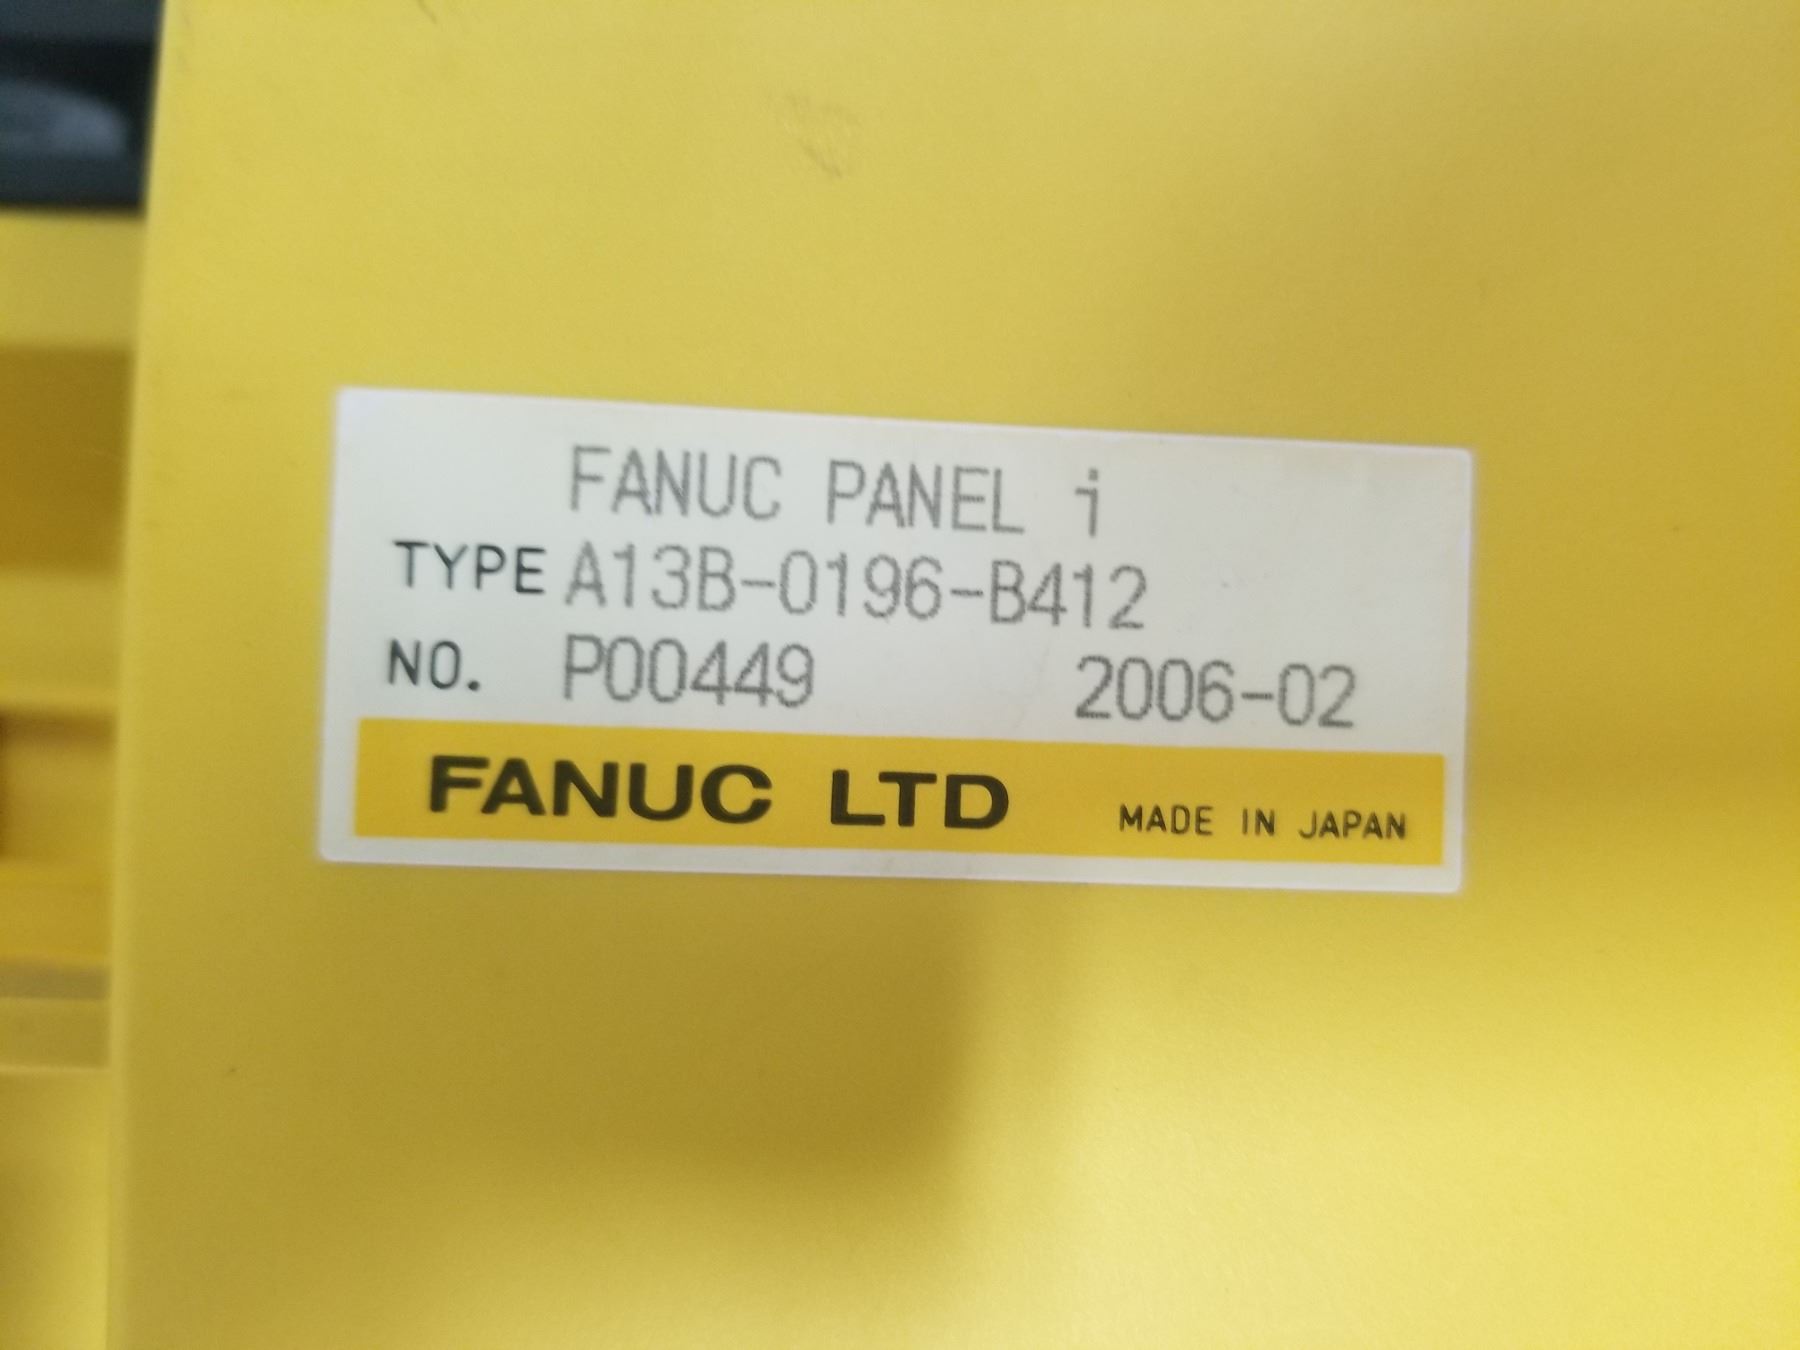 FANUC PANEL i
TYPE A13B-0196-B412
NO. P00449 2006-02
FANUC LTD MADE IN JAPAN